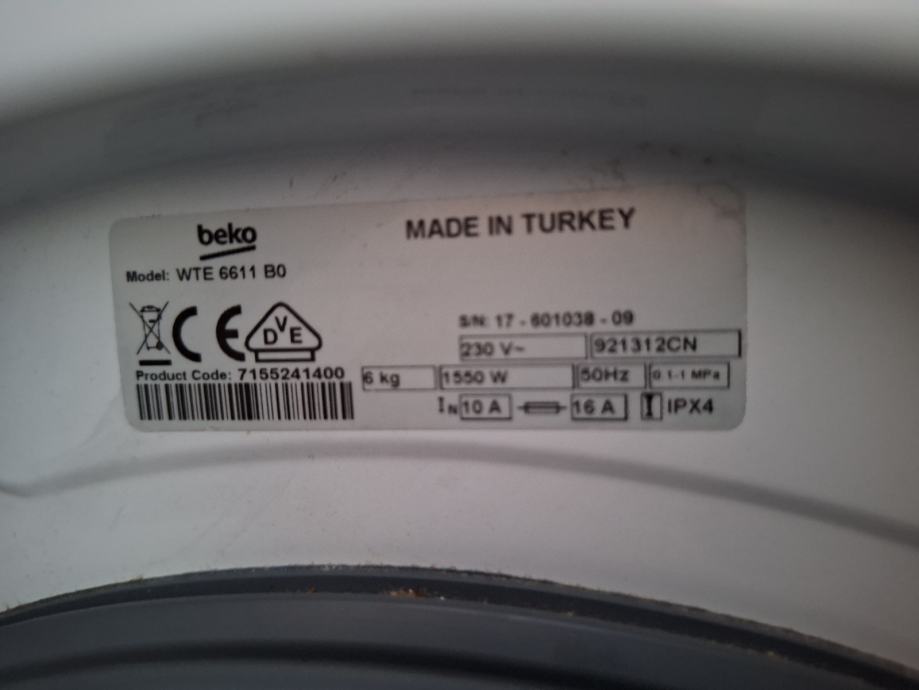 beko
MADE IN TURKEY
Model: WTE 6611 B0
DVE
S/N: 17 - 601038 - 09
230 V~ 921312CN
Product Code: 7155241400
6 kg 1550 W 50Hz 0.1-1 MPa
IN 10 A 16 A I IPX4